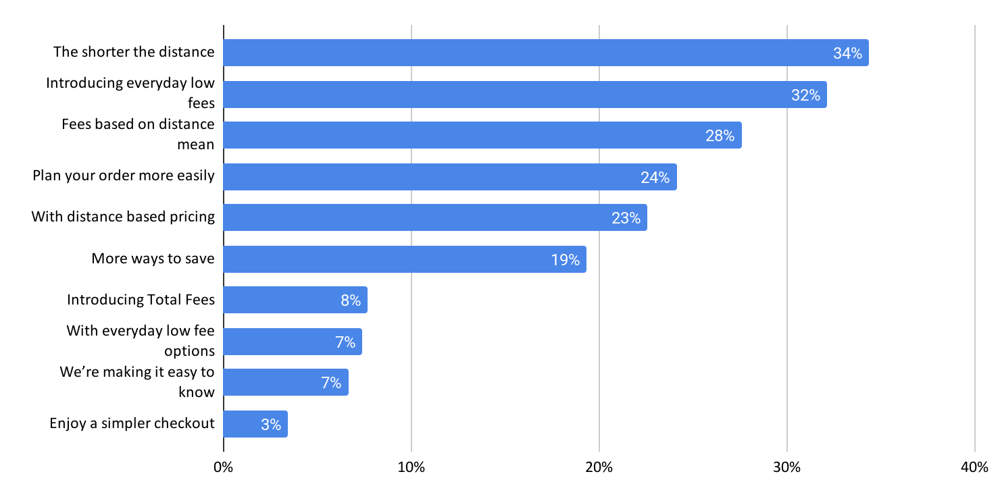 The shorter the distance
34%
Introducing everyday low
fees
32%
Fees based on distance
mean
28%
Plan your order more easily
24%
With distance based pricing
23%
More ways to save
19%
Introducing Total Fees
8%
With everyday low fee
options
7%
We’re making it easy to
know
7%
Enjoy a simpler checkout
3%
0%
10%
20%
30%
40%